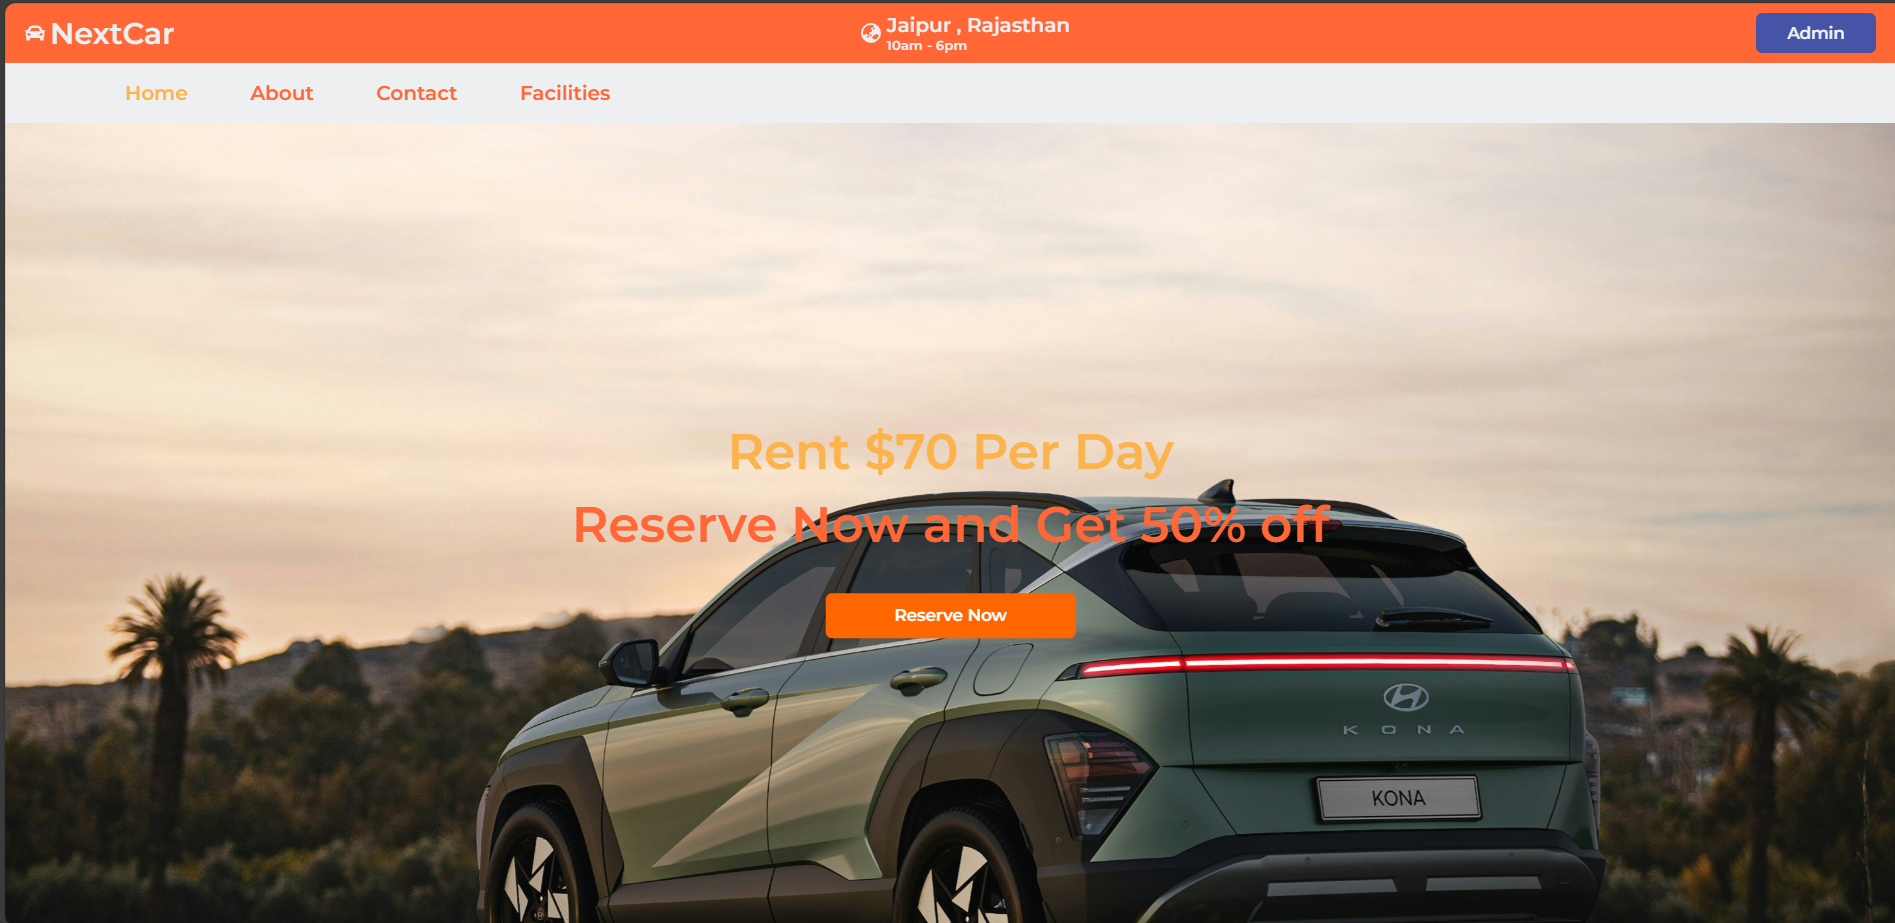 NextCar
Jaipur , Rajasthan
10am - 6pm
Admin
Home About Contact Facilities
Rent $70 Per Day
Reserve Now and Get 50% off
Reserve Now
KONA
KONA